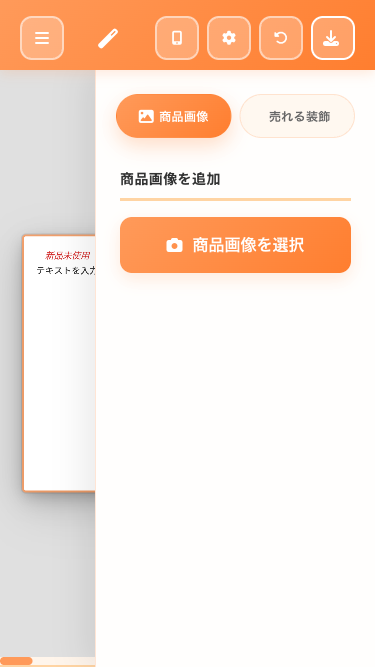 商品画像
売れる装飾
商品画像を追加
商品画像を選択
新品未使用
テキストを入力